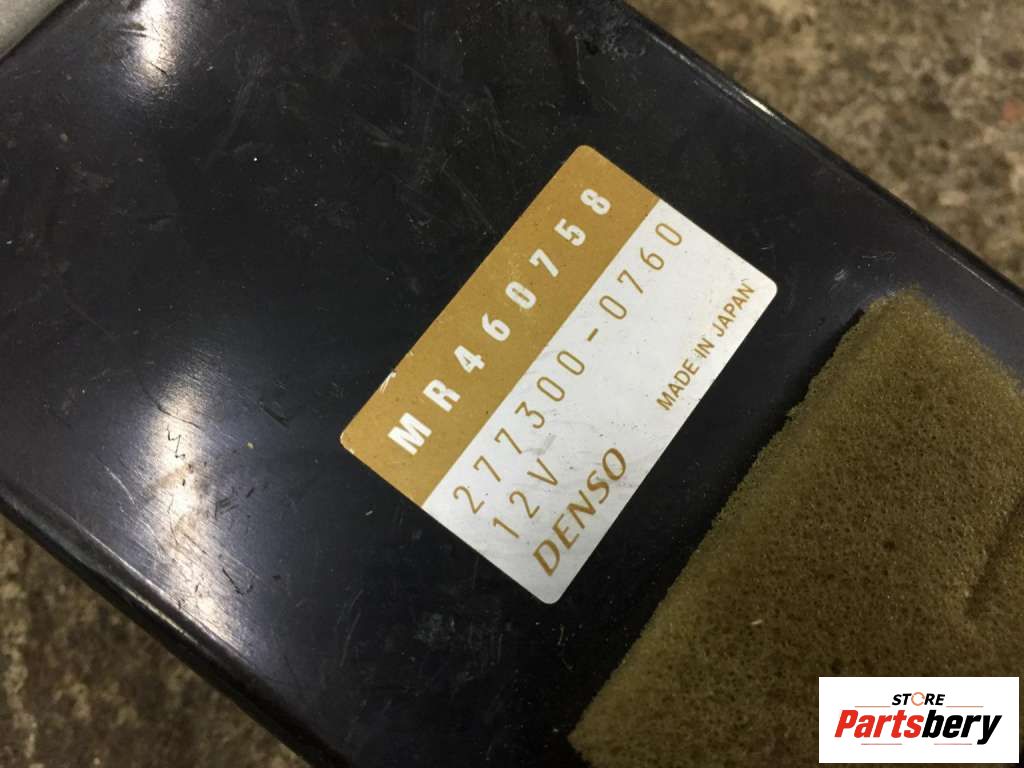 MR460758
277300-0760
12V
DENSO
MADE IN JAPAN
STORE
Partsbery